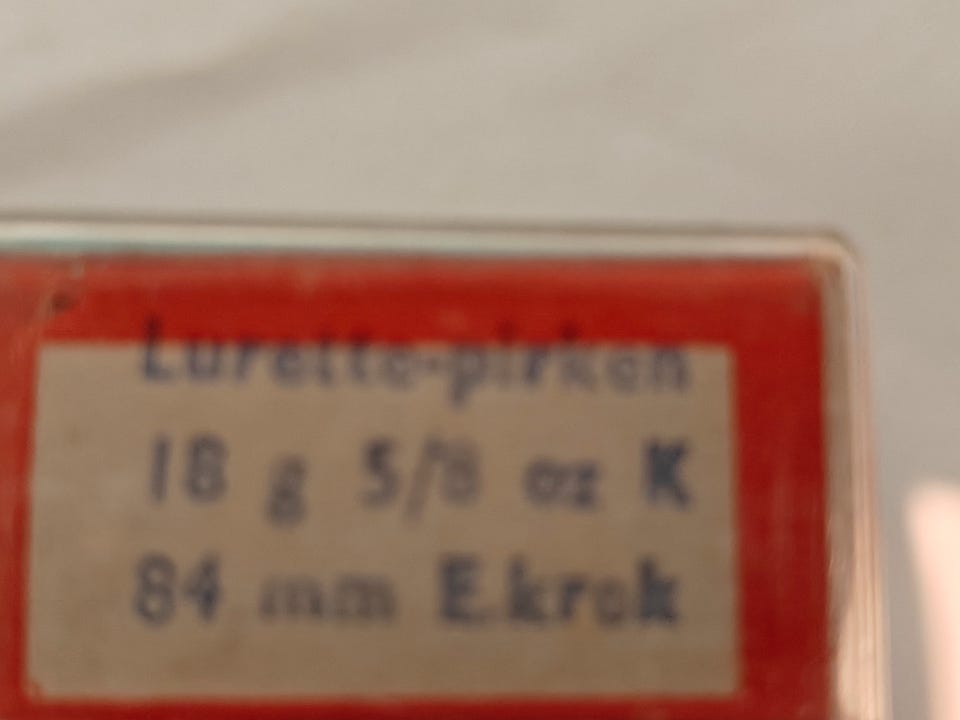 Lurette-pirken
18 g 5/8 oz K
84 mm E.krok